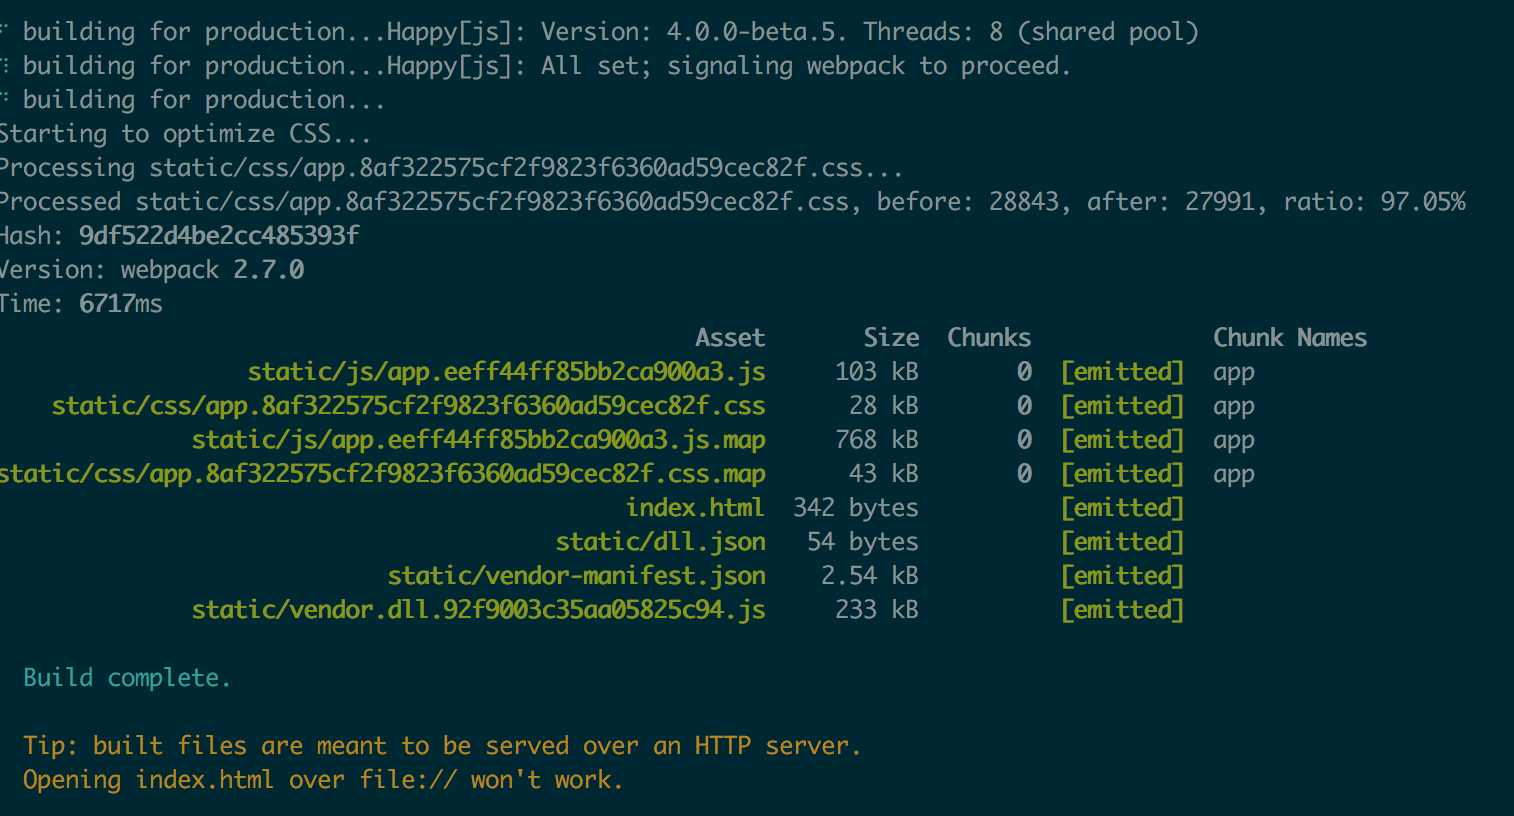 building for production...Happy[js]: Version: 4.0.0-beta.5. Threads: 8 (shared pool)
building for production...Happy[js]: All set; signaling webpack to proceed.
building for production...
Starting to optimize CSS...
Processing static/css/app.8af322575cf2f9823f6360ad59cec82f.css...
Processed static/css/app.8af322575cf2f9823f6360ad59cec82f.css, before: 28843, after: 27991, ratio: 97.05%
Hash: 9df522d4be2cc485393f
Version: webpack 2.7.0
Time: 6717ms
Asset Size Chunks Chunk Names
static/js/app.eeff44ff85bb2ca900a3.js 103 kB 0 [emitted] app
static/css/app.8af322575cf2f9823f6360ad59cec82f.css 28 kB 0 [emitted] app
static/js/app.eeff44ff85bb2ca900a3.js.map 768 kB 0 [emitted] app
static/css/app.8af322575cf2f9823f6360ad59cec82f.css.map 43 kB 0 [emitted] app
index.html 342 bytes [emitted]
static/dll.json 54 bytes [emitted]
static/vendor-manifest.json 2.54 kB [emitted]
static/vendor.dll.92f9003c35aa05825c94.js 233 kB [emitted]
Build complete.
Tip: built files are meant to be served over an HTTP server.
Opening index.html over file:// won't work.